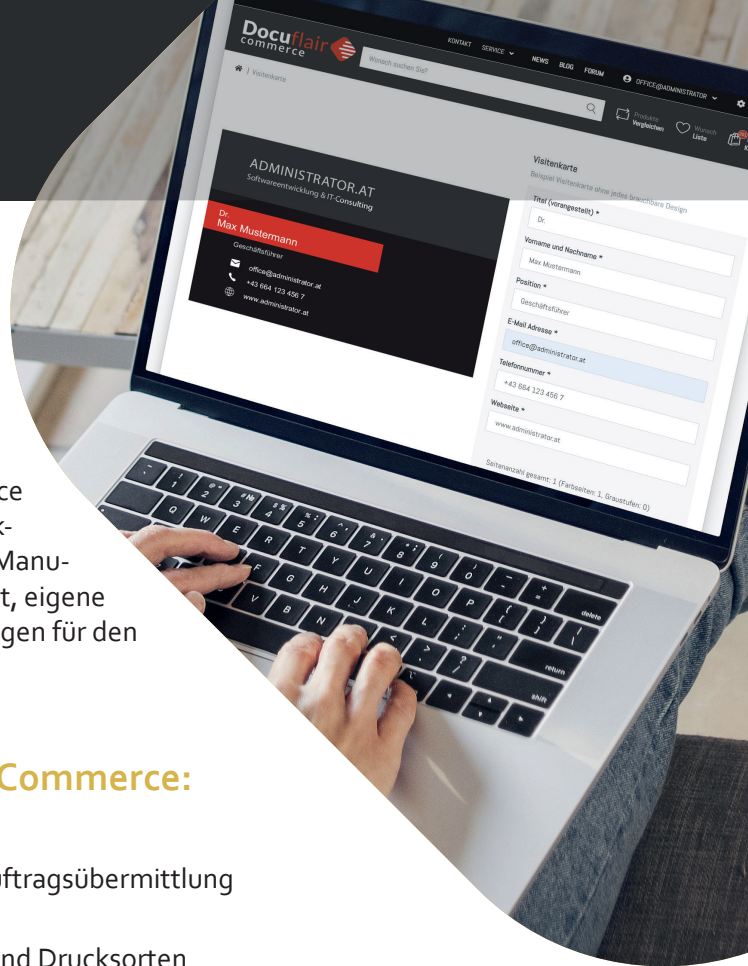 Docuflair
commerce
KONTAKT SERVICE NEWS BLOG FORUM OFFICE@ADMINISTRATOR
Wonach suchen Sie?
Produkte
Vergleichen
Wunsch
Liste
| Visitenkarte
ADMINISTRATOR.AT
Softwareentwicklung & IT-Consulting
Dr.
Max Mustermann
Geschäftsführer
office@administrator.at
+43 664 123 456 7
www.administrator.at
Visitenkarte
Beispiel Visitenkarte ohne jedes brauchbare Design
Titel (vorangestellt) *
Dr.
Vorname und Nachname *
Max Mustermann
Position *
Geschäftsführer
E-Mail Adresse *
office@administrator.at
Telefonnummer *
+43 664 123 456 7
Webseite *
www.administrator.at
Seitenanzahl gesamt: 1 (Farbseiten: 1, Graustufen: 0)
ce
k-
Manu-
t, eigene
gen für den
Commerce:
uftragsübermittlung
nd Drucksorten
delete
return
shift
Q W E R T Y U I O P
F G H J K L
V B N